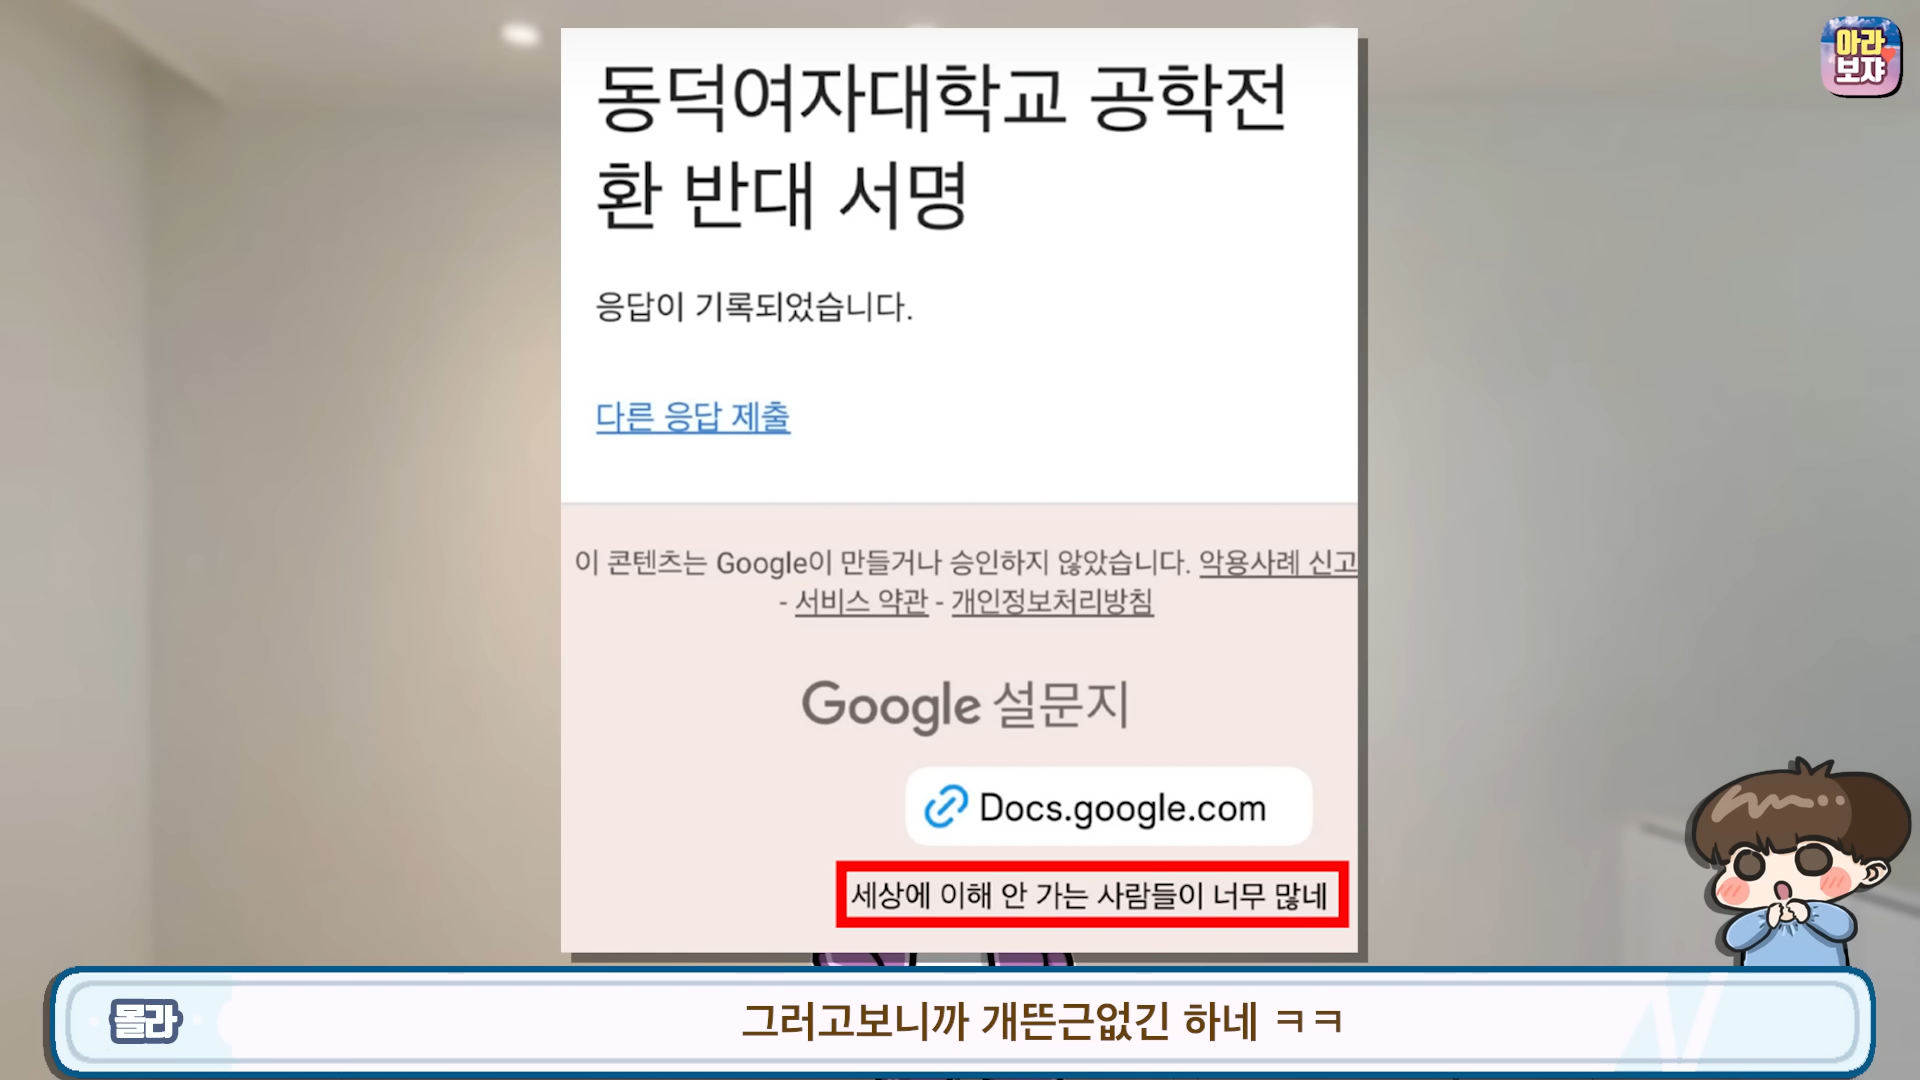 아라
보쟈
동덕여자대학교 공학전
환 반대 서명
응답이 기록되었습니다.
다른 응답 제출
이 콘텐츠는 Google이 만들거나 승인하지 않았습니다. 악용사례 신고
- 서비스 약관 - 개인정보처리방침
Google 설문지
Docs.google.com
세상에 이해 안 가는 사람들이 너무 많네
몰라
그러고보니까 개뜬근없긴 하네 ㅋㅋ